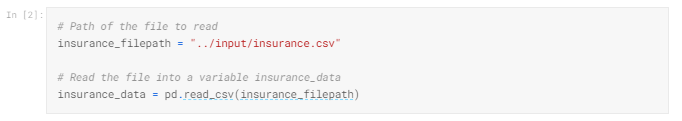 In [2]:
# Path of the file to read
insurance_filepath = "../input/insurance.csv"
# Read the file into a variable insurance_data
insurance_data = pd.read_csv(insurance_filepath)